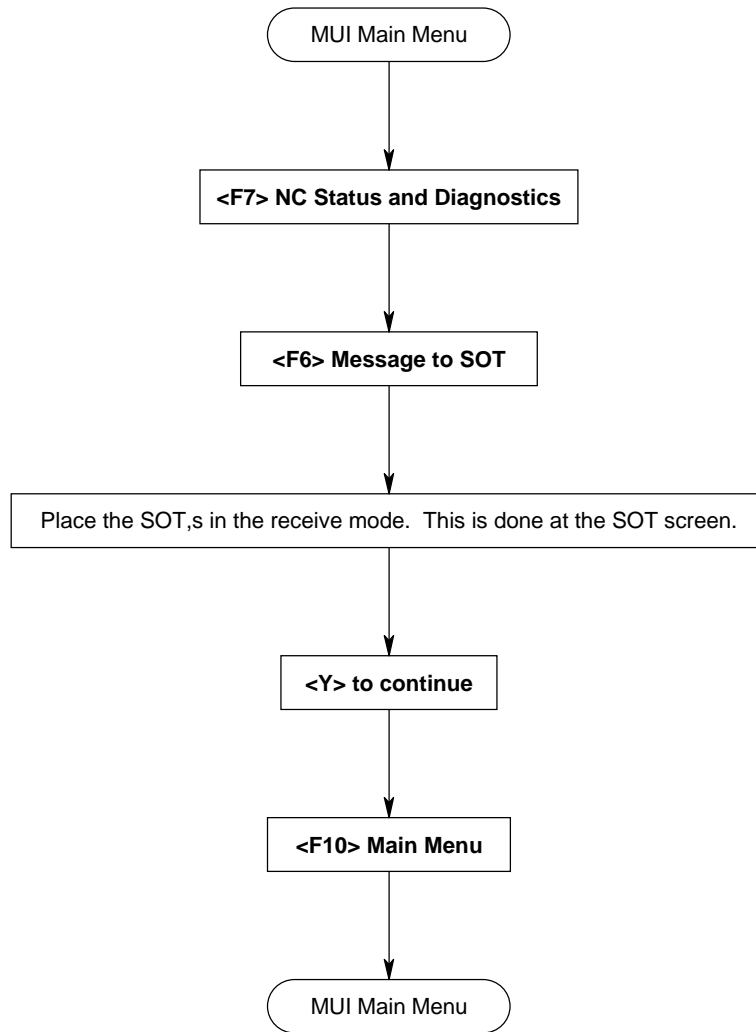 MUI Main Menu
<F7> NC Status and Diagnostics
<F6> Message to SOT
Place the SOT,s in the receive mode.  This is done at the SOT screen.
<Y> to continue
<F10> Main Menu
MUI Main Menu